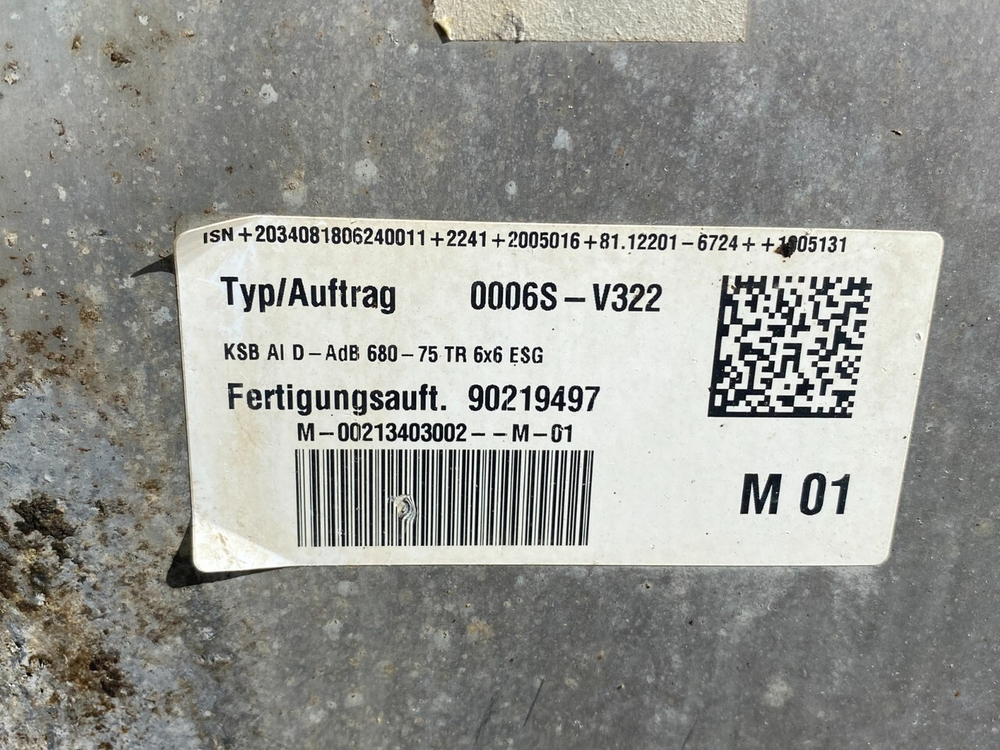 ISN+2034081806240011+2241+2005016+81.12201-6724++1005131
Typ/Auftrag 0006S-V322
KSB Al D-AdB 680-75 TR 6x6 ESG
Fertigungsauft. 90219497
M-00213403002--M-01
M 01